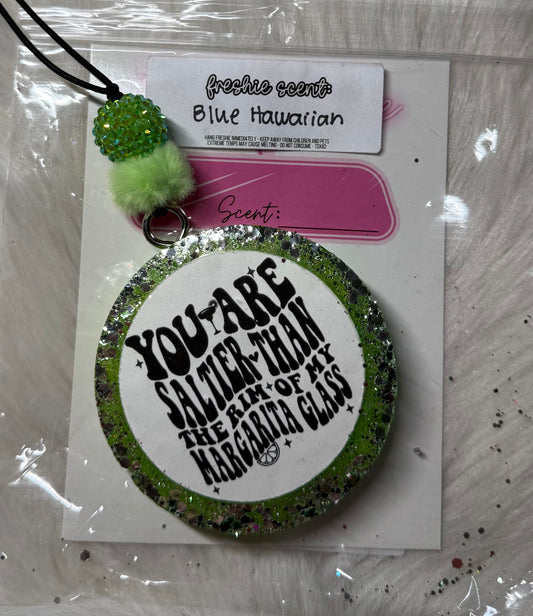 freshie scent:
Blue Hawarian
HANG FRESHIE IMMEDIATELY • KEEP AWAY FROM CHILDREN AND PETS
EXTREME TEMPS MAY CAUSE MELTING • DO NOT CONSUME • TOXIC!
Scent:
YOU ARE
SALTIER THAN
THE RIM OF MY
MARGARITA GLASS